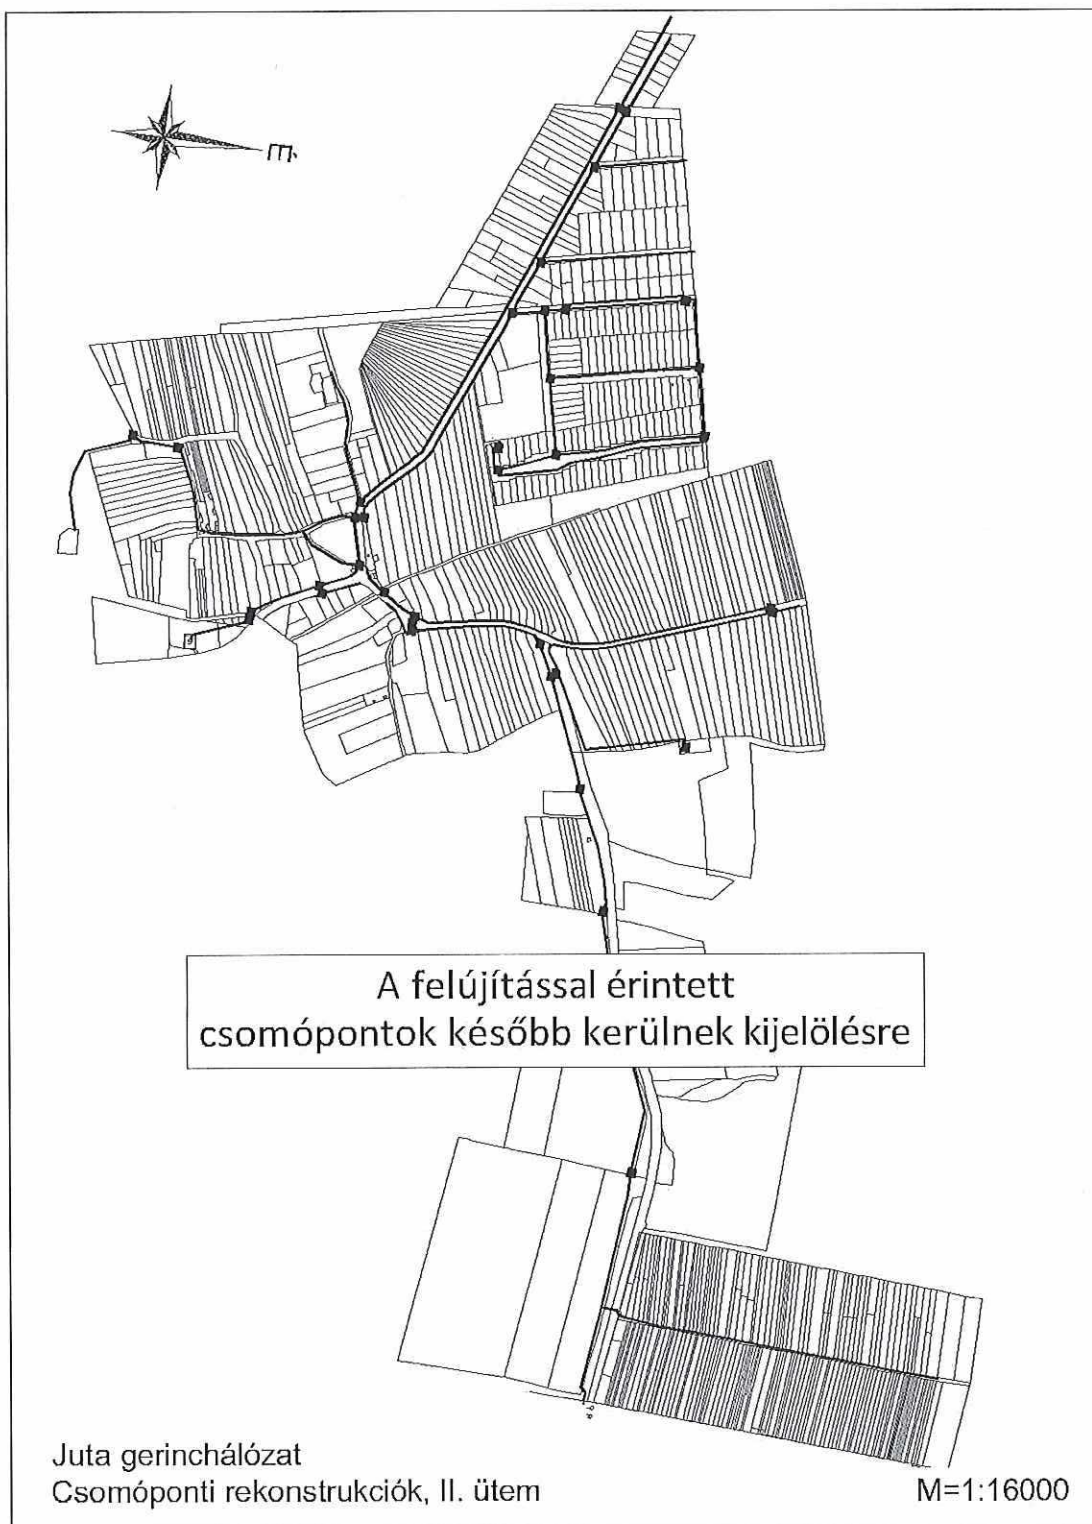 A felújítással érintett
csomópontok később kerülnek kijelölésre
Juta gerinchálózat
Csomóponti rekonstrukciók, II. ütem
M=1:16000